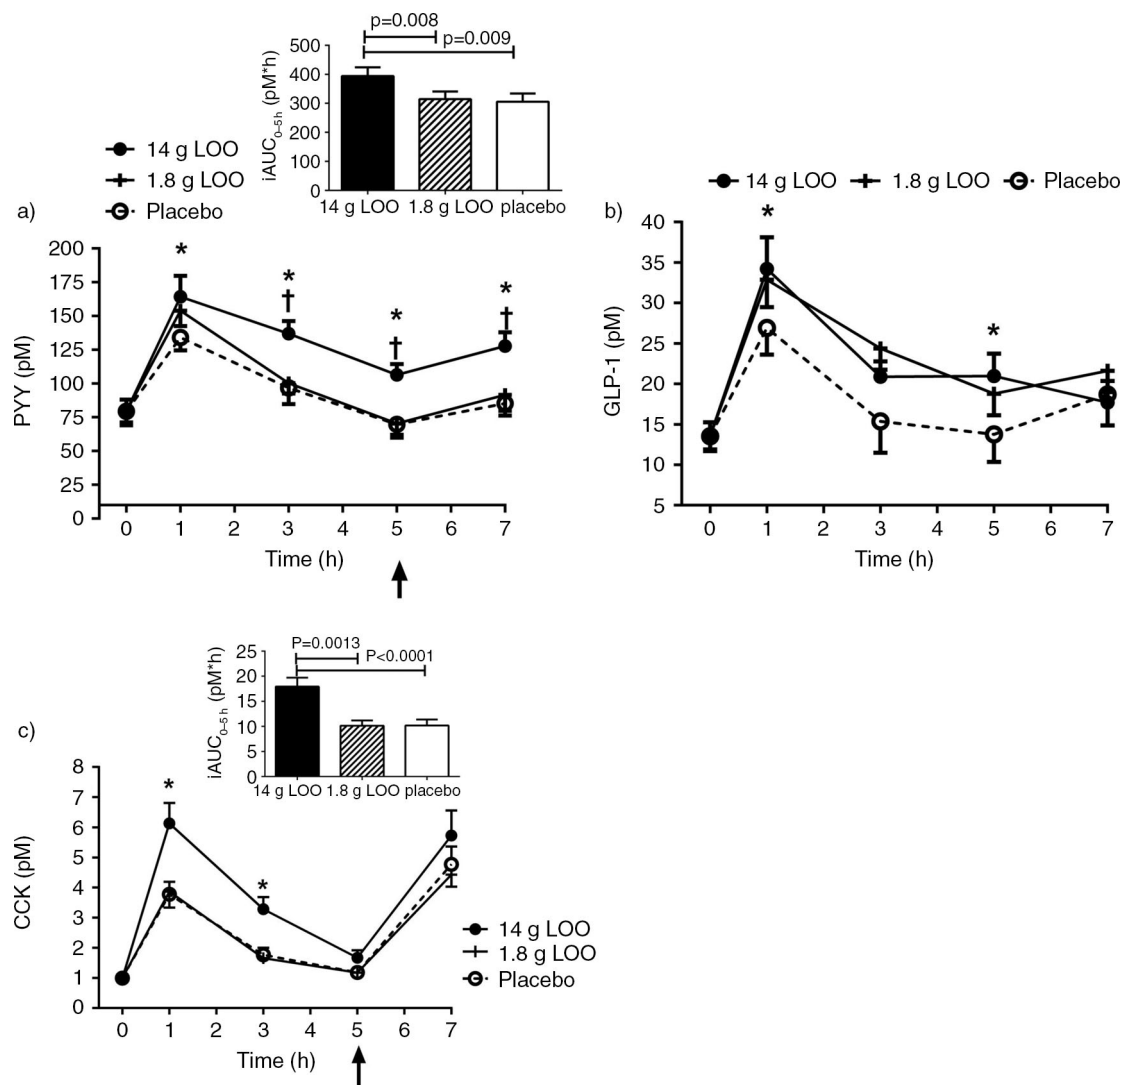 p=0.008
p=0.009
iAUC0–5 h (pM*h)
500
400
300
200
100
0
14 g LOO 1.8 g LOO placebo
14 g LOO
1.8 g LOO
Placebo
a)
PYY (pM)
200
175
150
125
100
75
50
25
0
*
*
†
*
†
*
‡
0 1 2 3 4 5 6 7
Time (h)
b)
14 g LOO 1.8 g LOO Placebo
GLP-1 (pM)
40
35
30
25
20
15
10
5
*
*
0 1 2 3 4 5 6 7
Time (h)
P=0.0013
P<0.0001
iAUC0–5 h (pM*h)
25
20
15
10
5
0
14 g LOO 1.8 g LOO placebo
c)
CCK (pM)
8
7
6
5
4
3
2
1
0
*
*
14 g LOO
1.8 g LOO
Placebo
0 1 2 3 4 5 6 7
Time (h)